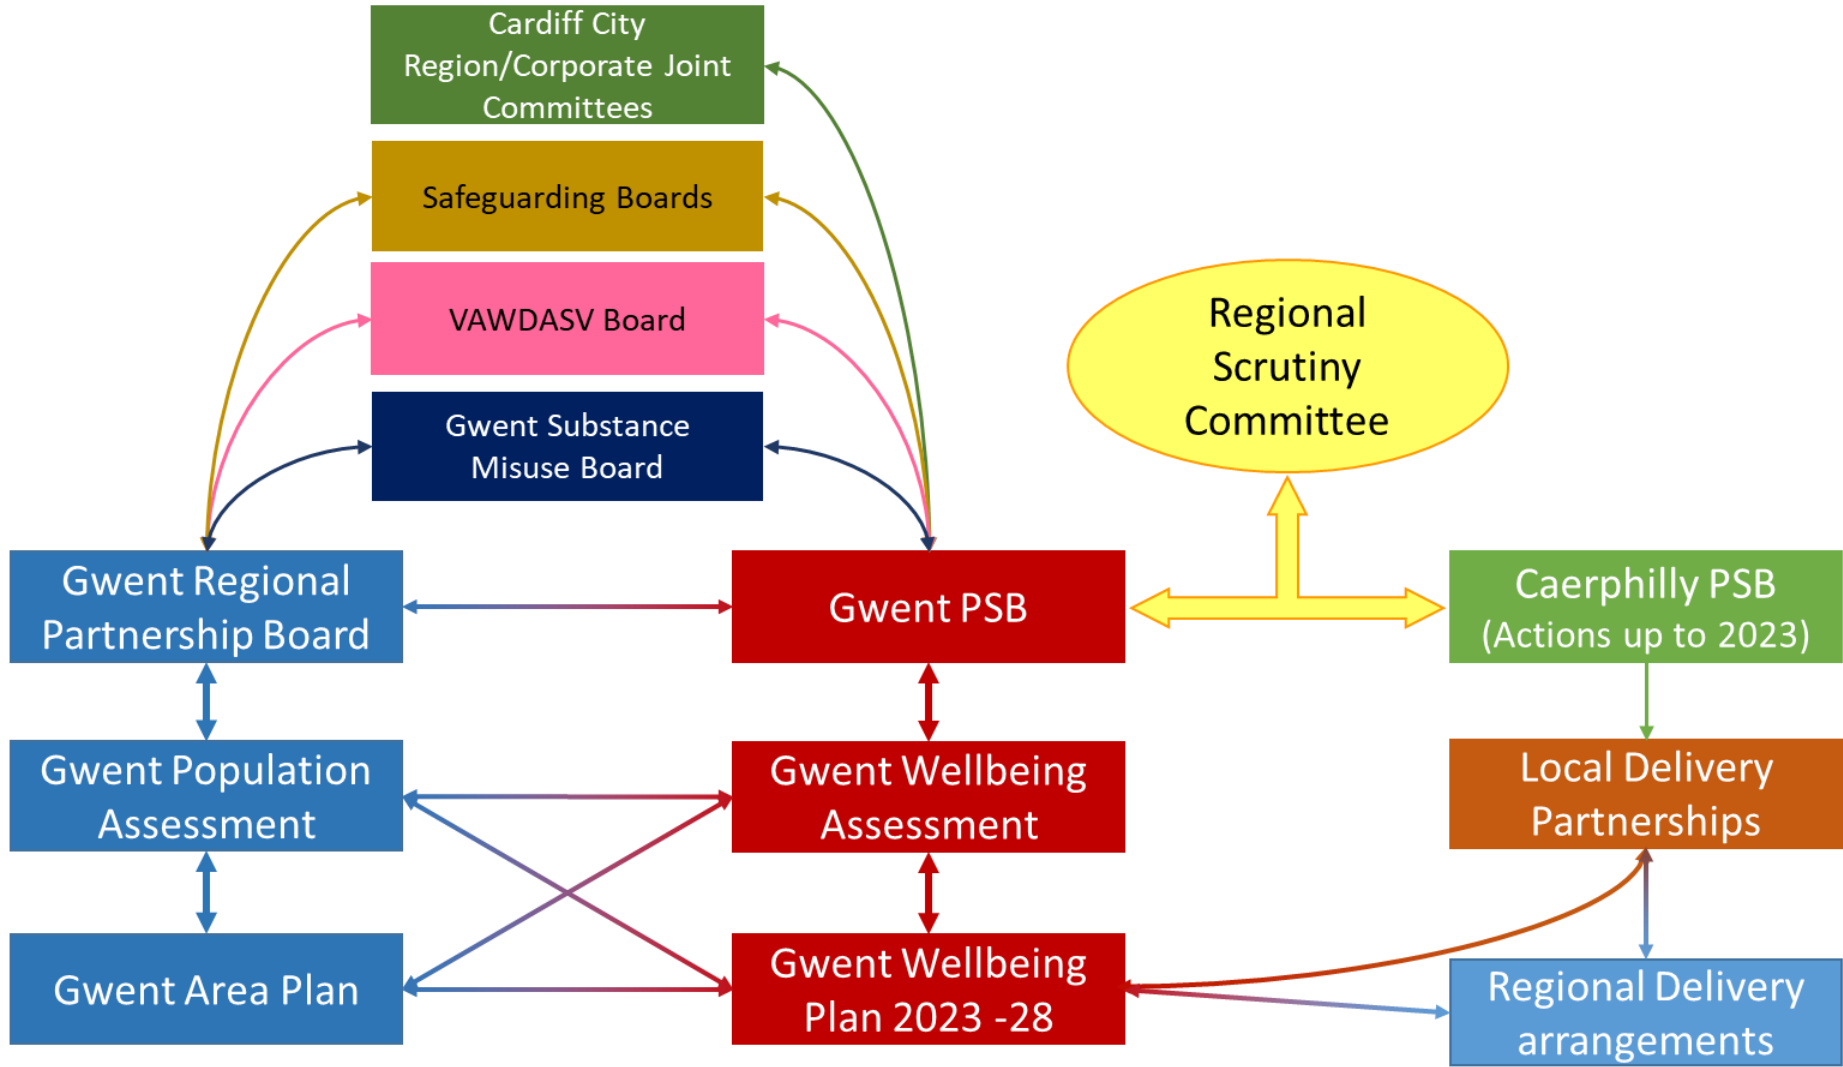 Cardiff City
Region/Corporate Joint
Committees
Safeguarding Boards
VAWDASV Board
Gwent Substance
Misuse Board
Regional
Scrutiny
Committee
Gwent Regional
Partnership Board
Gwent PSB
Caerphilly PSB
(Actions up to 2023)
Gwent Population
Assessment
Gwent Wellbeing
Assessment
Local Delivery
Partnerships
Gwent Area Plan
Gwent Wellbeing
Plan 2023 -28
Regional Delivery
arrangements